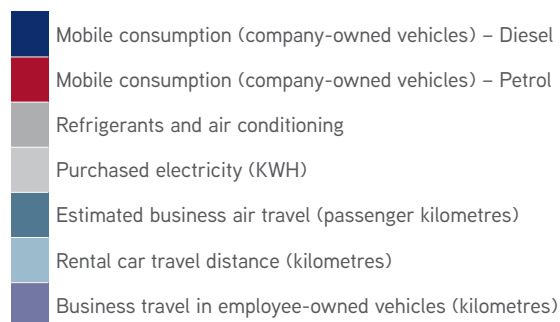 Mobile consumption (company-owned vehicles) – Diesel
Mobile consumption (company-owned vehicles) – Petrol
Refrigerants and air conditioning
Purchased electricity (KWH)
Estimated business air travel (passenger kilometres)
Rental car travel distance (kilometres)
Business travel in employee-owned vehicles (kilometres)